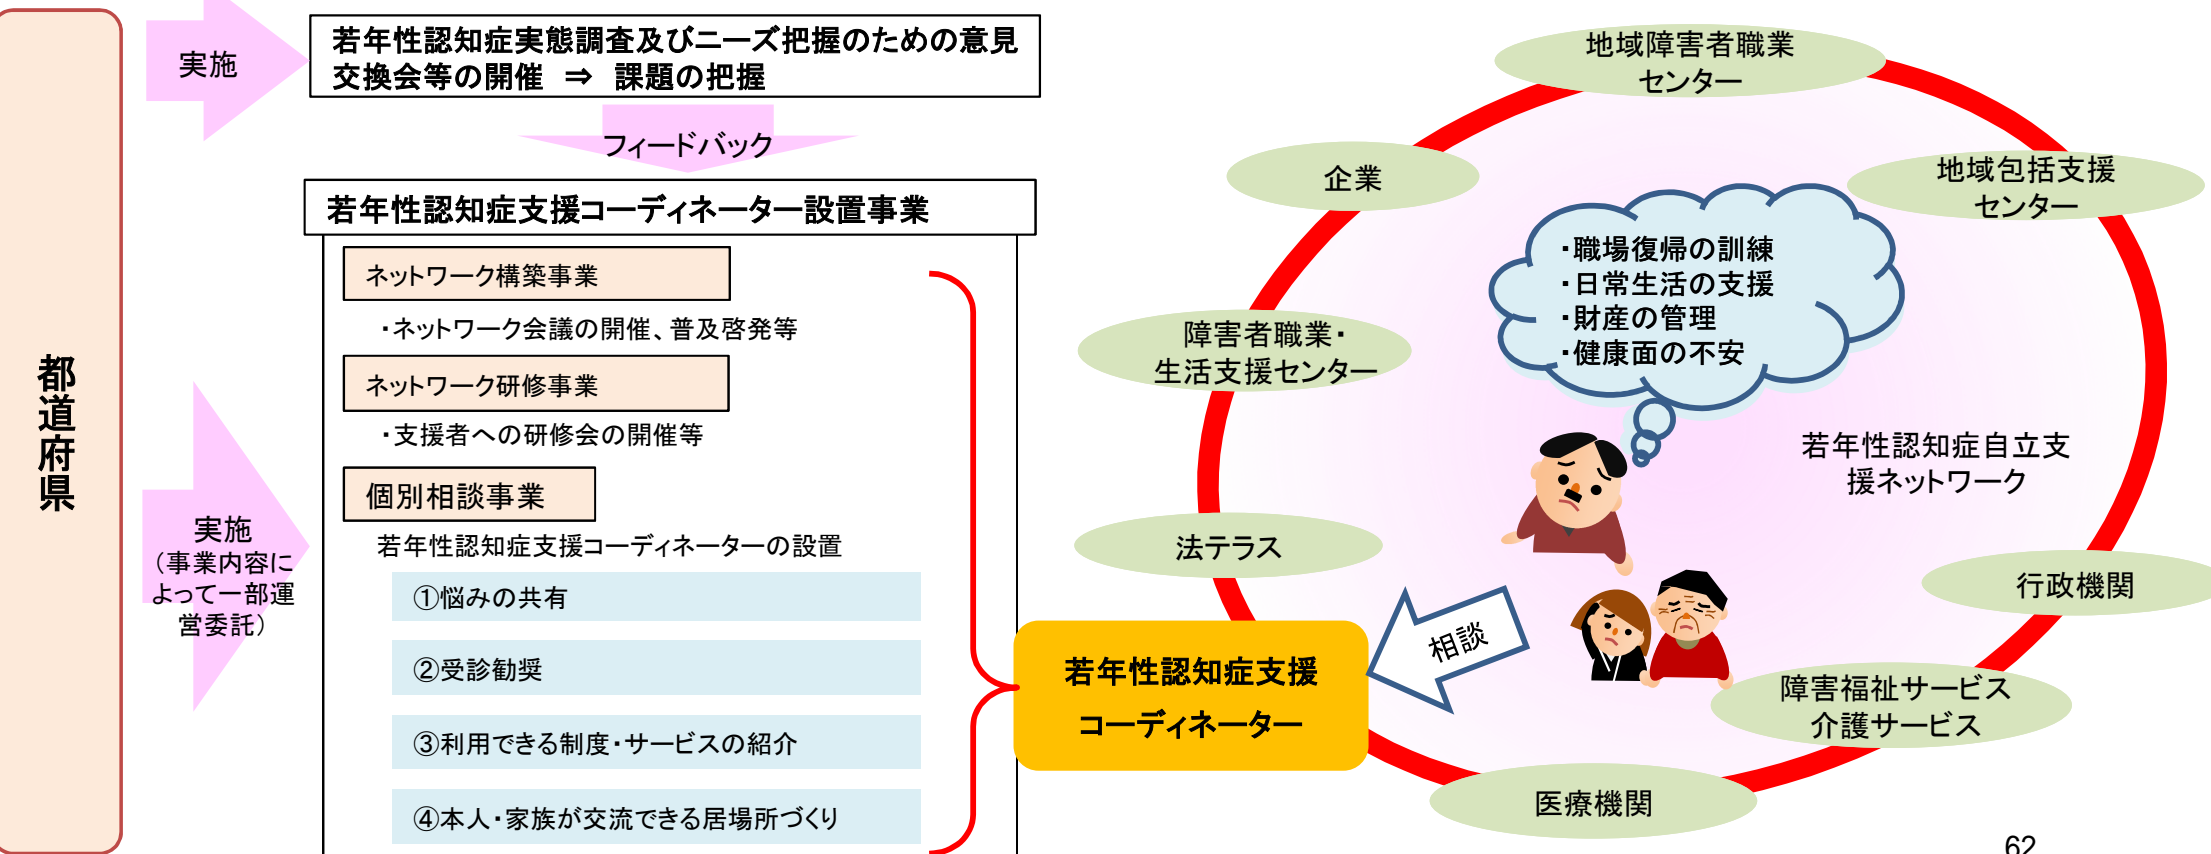 都道府県
実施
若年性認知症実態調査及びニーズ把握のための意見
交換会等の開催 ⇒ 課題の把握
フィードバック
若年性認知症支援コーディネーター設置事業
ネットワーク構築事業
・ネットワーク会議の開催、普及啓発等
ネットワーク研修事業
・支援者への研修会の開催等
個別相談事業
若年性認知症支援コーディネーターの設置
①悩みの共有
②受診勧奨
③利用できる制度・サービスの紹介
④本人・家族が交流できる居場所づくり
実施
（事業内容に
よって一部運
営委託）
若年性認知症支援
コーディネーター
相談
地域障害者職業
センター
企業
地域包括支援
センター
・職場復帰の訓練
・日常生活の支援
・財産の管理
・健康面の不安
障害者職業・
生活支援センター
若年性認知症自立支
援ネットワーク
法テラス
行政機関
障害福祉サービス
介護サービス
医療機関
62